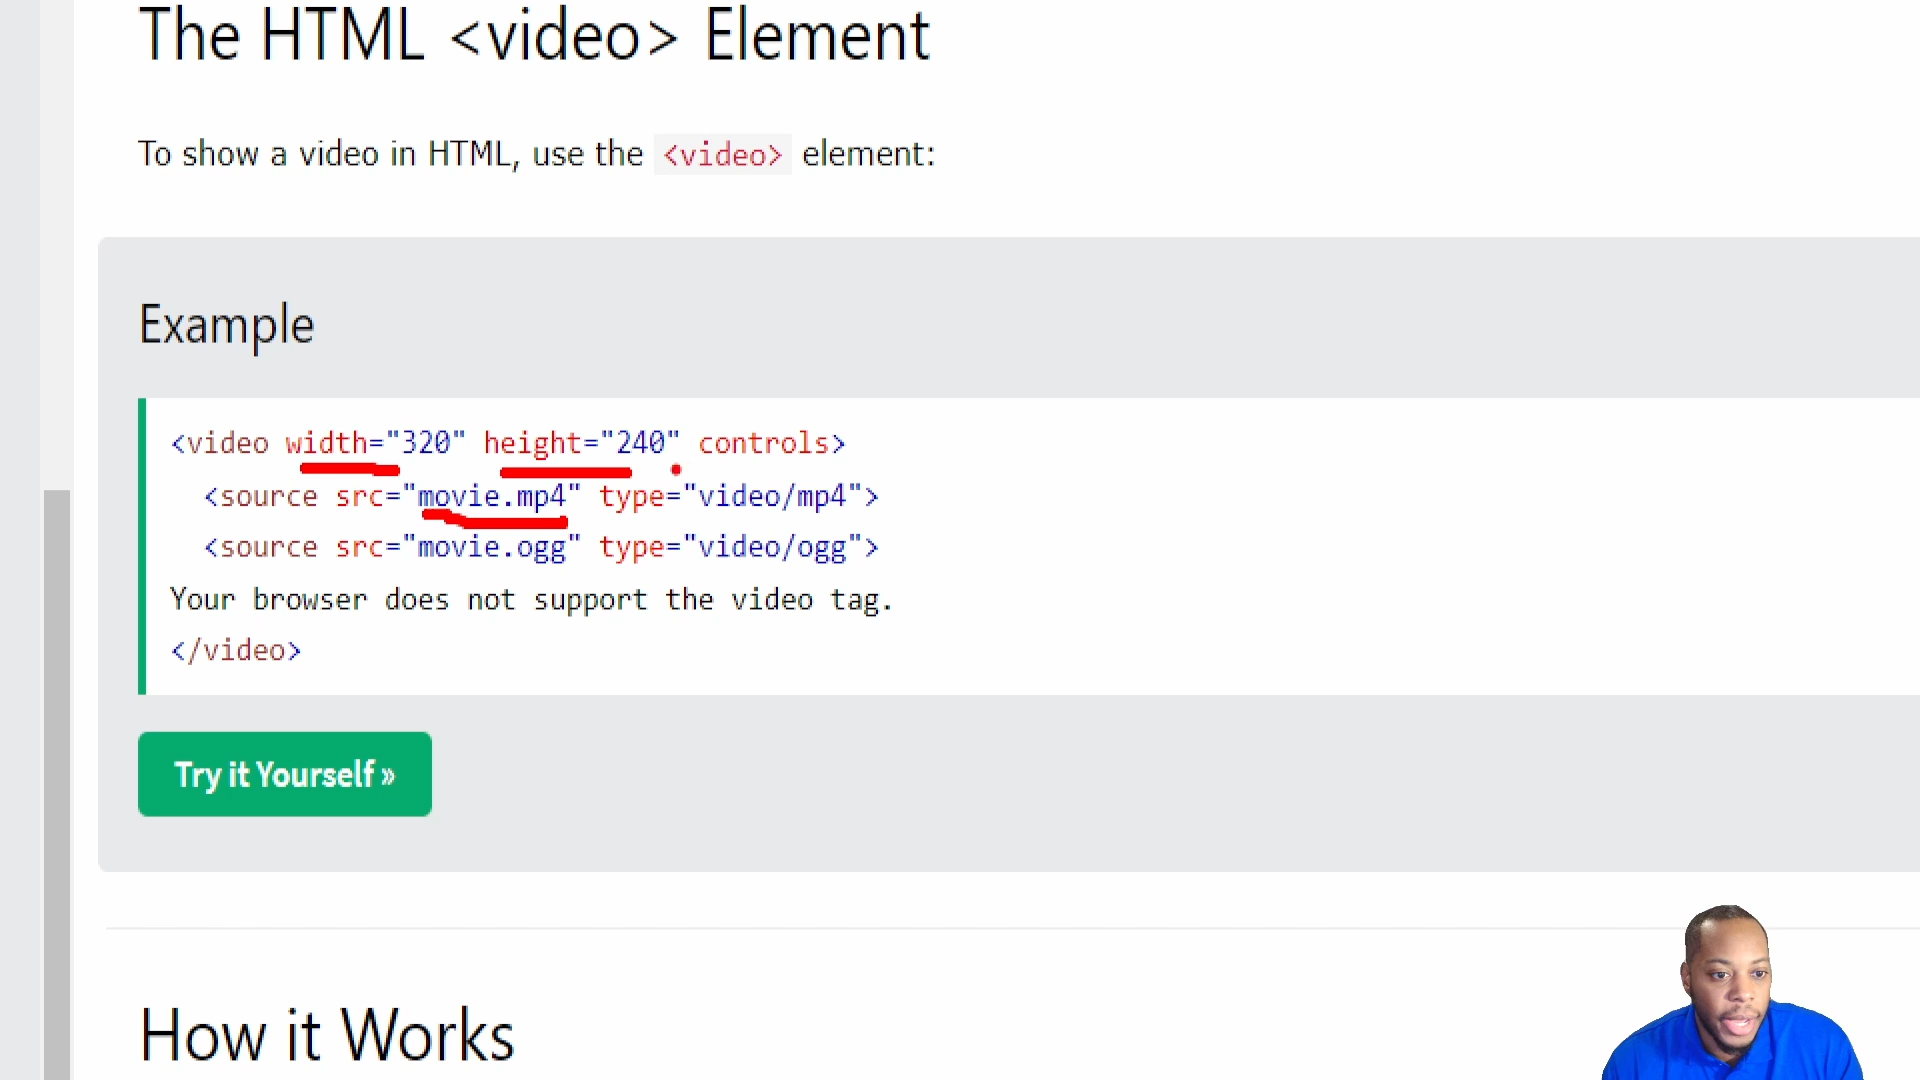 The HTML <video> Element
To show a video in HTML, use the <video> element:
Example
<video width="320" height="240" controls>
<source src="movie.mp4" type="video/mp4">
<source src="movie.ogg" type="video/ogg">
Your browser does not support the video tag.
</video>
Try it Yourself »
How it Works